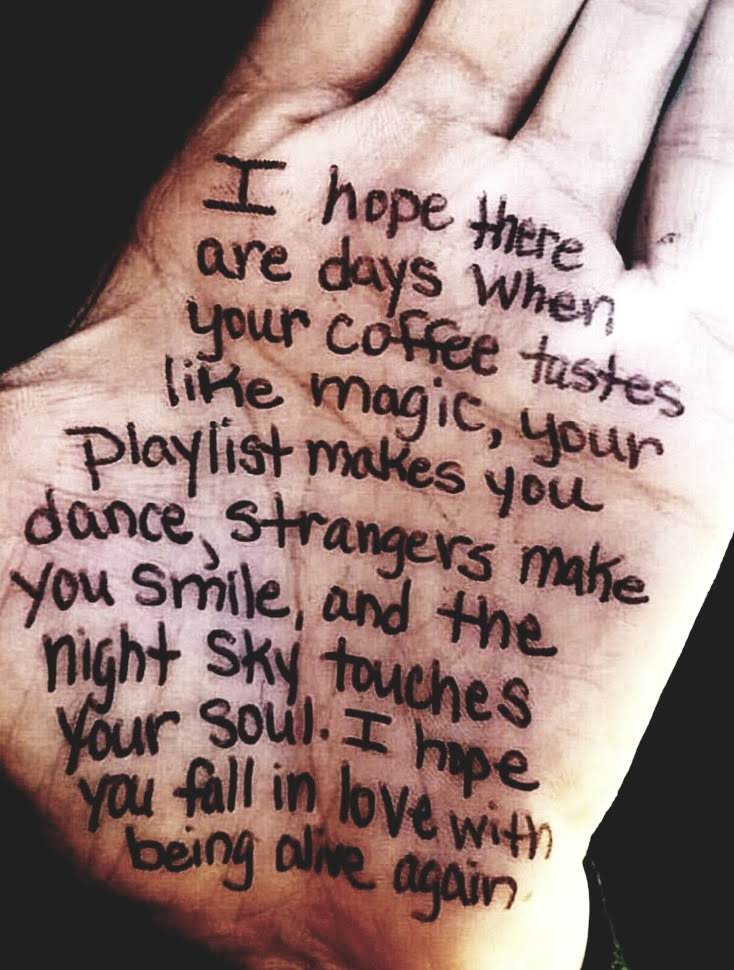 I hope there
are days when
your coffee tastes
like magic, your
playlist makes you
dance, strangers make
you smile, and the
night sky touches
your soul. I hope
you fall in love with
being alive again